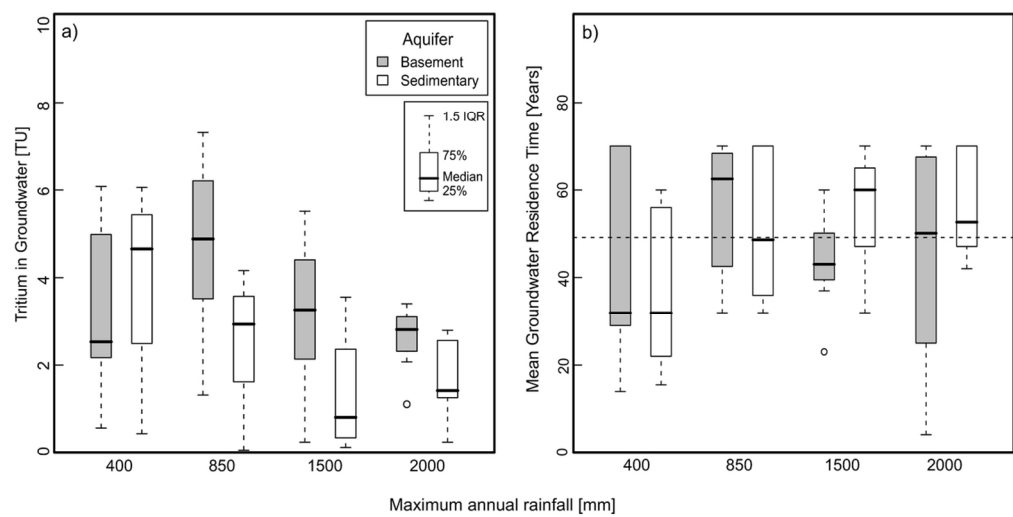 a)
Aquifer
Basement
Sedimentary
1.5 IQR
75%
Median
25%
Tritium in Groundwater [TU]
10
8
6
4
2
0
400 850 1500 2000
b)
Mean Groundwater Residence Time [Years]
80
60
40
20
0
400 850 1500 2000
Maximum annual rainfall [mm]